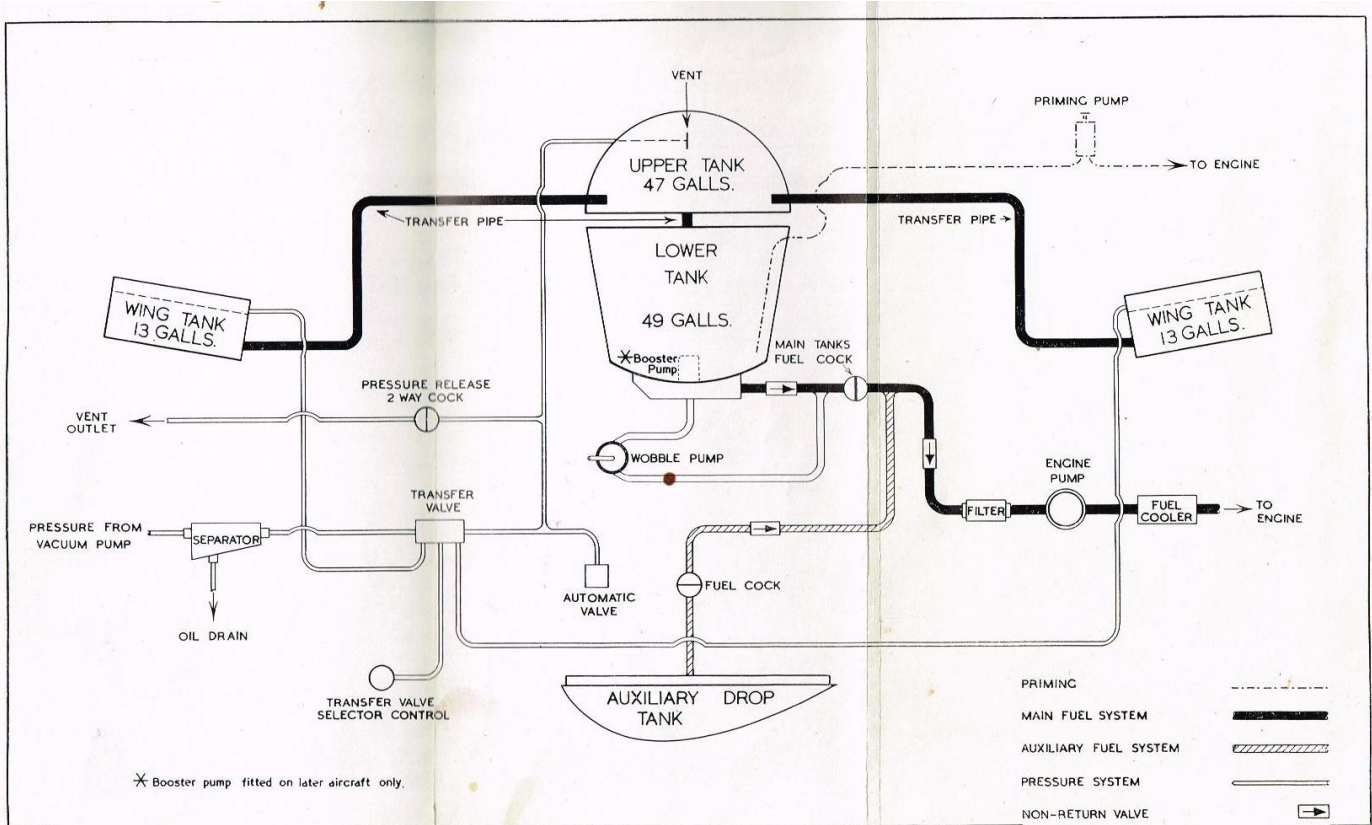 VENT
PRIMING PUMP
UPPER TANK
47 GALLS.
TO ENGINE
TRANSFER PIPE
TRANSFER PIPE
LOWER
TANK
49 GALLS.
WING TANK
13 GALLS.
WING TANK
13 GALLS.
* Booster
Pump
MAIN TANKS
FUEL COCK
PRESSURE RELEASE
2 WAY COCK
VENT
OUTLET
WOBBLE PUMP
ENGINE
PUMP
TRANSFER
VALVE
FILTER
FUEL
COOLER
TO
ENGINE
PRESSURE FROM
VACUUM PUMP
SEPARATOR
AUTOMATIC
VALVE
FUEL COCK
OIL DRAIN
TRANSFER VALVE
SELECTOR CONTROL
AUXILIARY DROP
TANK
PRIMING
MAIN FUEL SYSTEM
AUXILIARY FUEL SYSTEM
PRESSURE SYSTEM
NON-RETURN VALVE
* Booster pump fitted on later aircraft only.